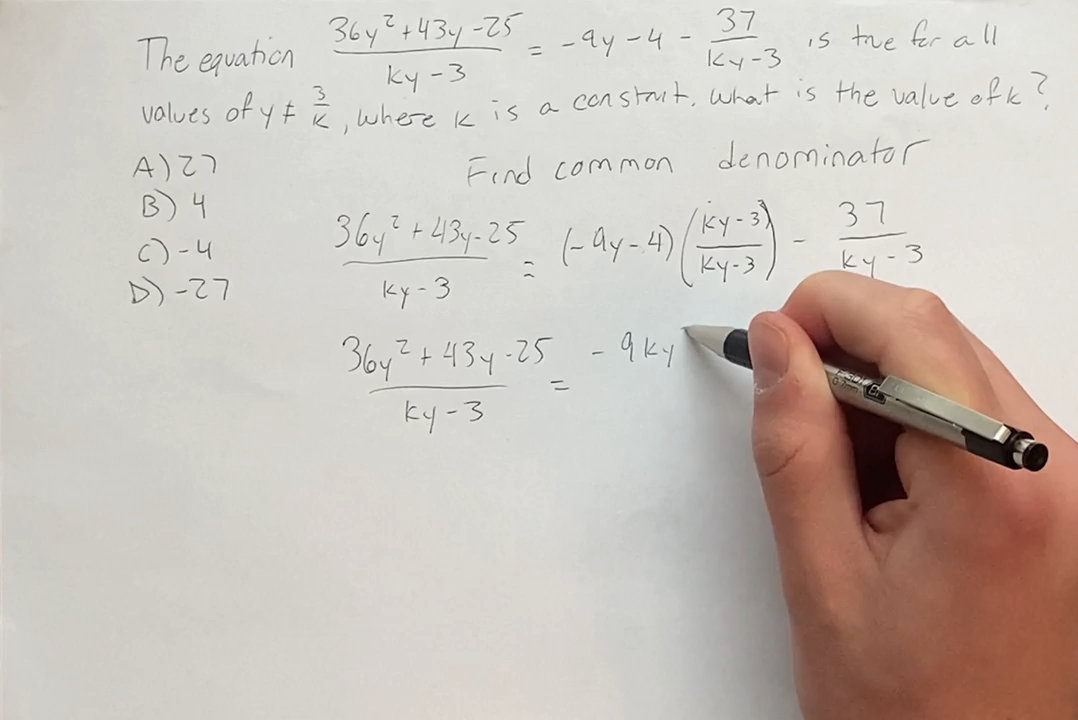 The equation (36y² + 43y - 25)/(ky - 3) = -9y - 4 - 37/(ky - 3) is true for all
values of y ≠ 3/k, where k is a constant. What is the value of k?
A) 27
B) 4
C) -4
D) -27
Find common denominator
(36y² + 43y - 25)/(ky - 3) = (-9y - 4)((ky - 3)/(ky - 3)) - 37/(ky - 3)
(36y² + 43y - 25)/(ky - 3) = -9ky